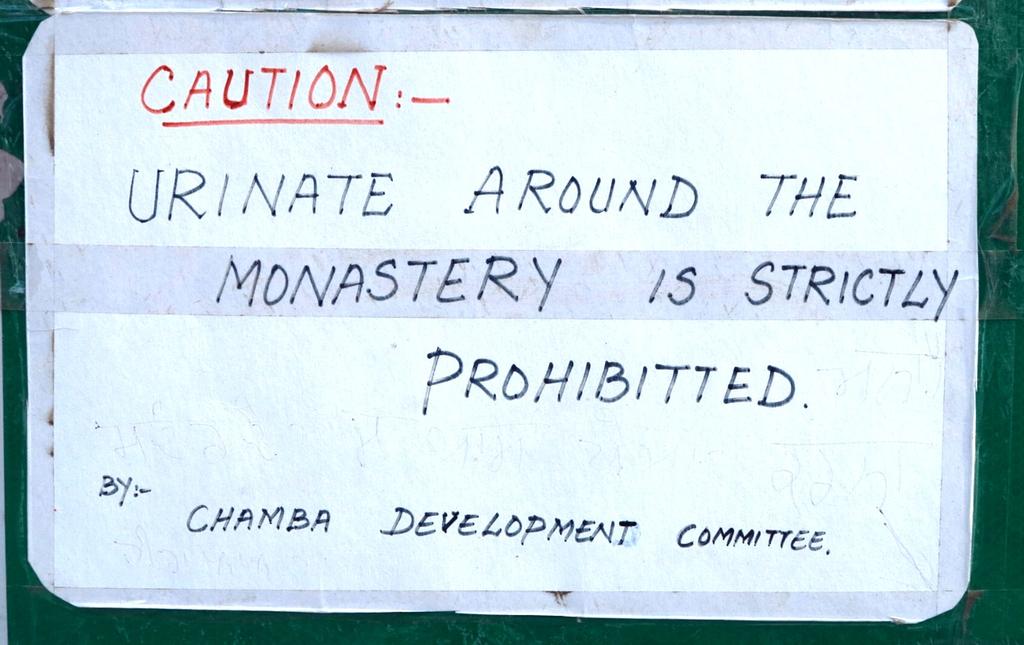 CAUTION:-
URINATE AROUND THE
MONASTERY IS STRICTLY
PROHIBITTED.
BY:-
CHAMBA DEVELOPMENT COMMITTEE.